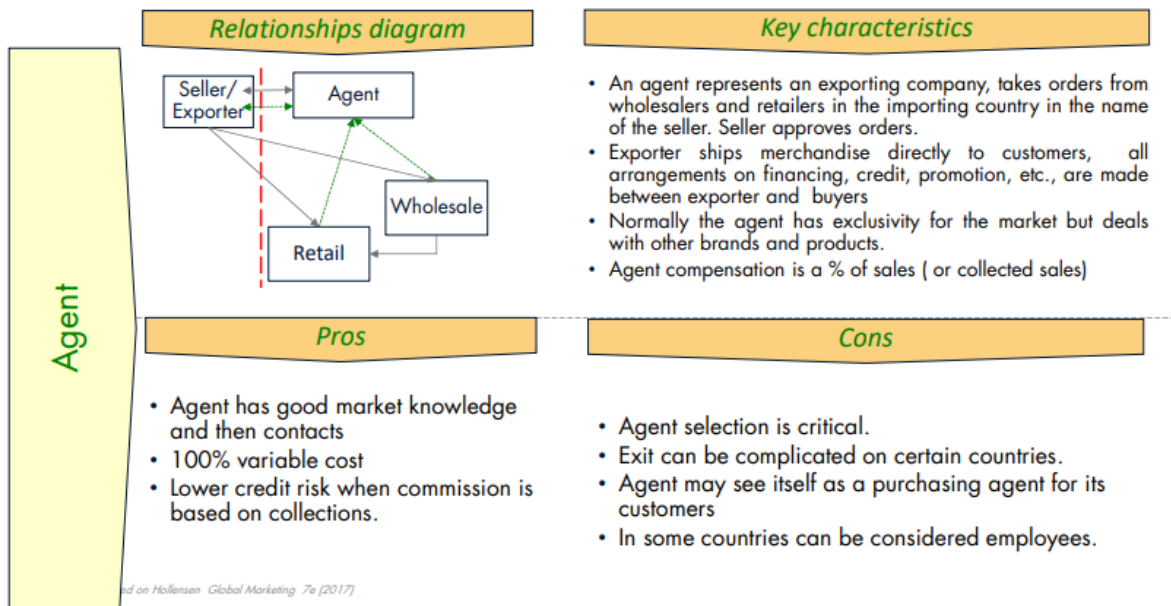 Relationships diagram
Seller/
Exporter
Agent
Wholesale
Retail
Key characteristics
• An agent represents an exporting company, takes orders from
wholesalers and retailers in the importing country in the name
of the seller. Seller approves orders.
• Exporter ships merchandise directly to customers, all
arrangements on financing, credit, promotion, etc., are made
between exporter and buyers
• Normally the agent has exclusivity for the market but deals
with other brands and products.
• Agent compensation is a % of sales ( or collected sales)
Agent
Pros
• Agent has good market knowledge
and then contacts
• 100% variable cost
• Lower credit risk when commission is
based on collections.
Cons
• Agent selection is critical.
• Exit can be complicated on certain countries.
• Agent may see itself as a purchasing agent for its
customers
• In some countries can be considered employees.
on Hollensen Global Marketing 7e (2017)